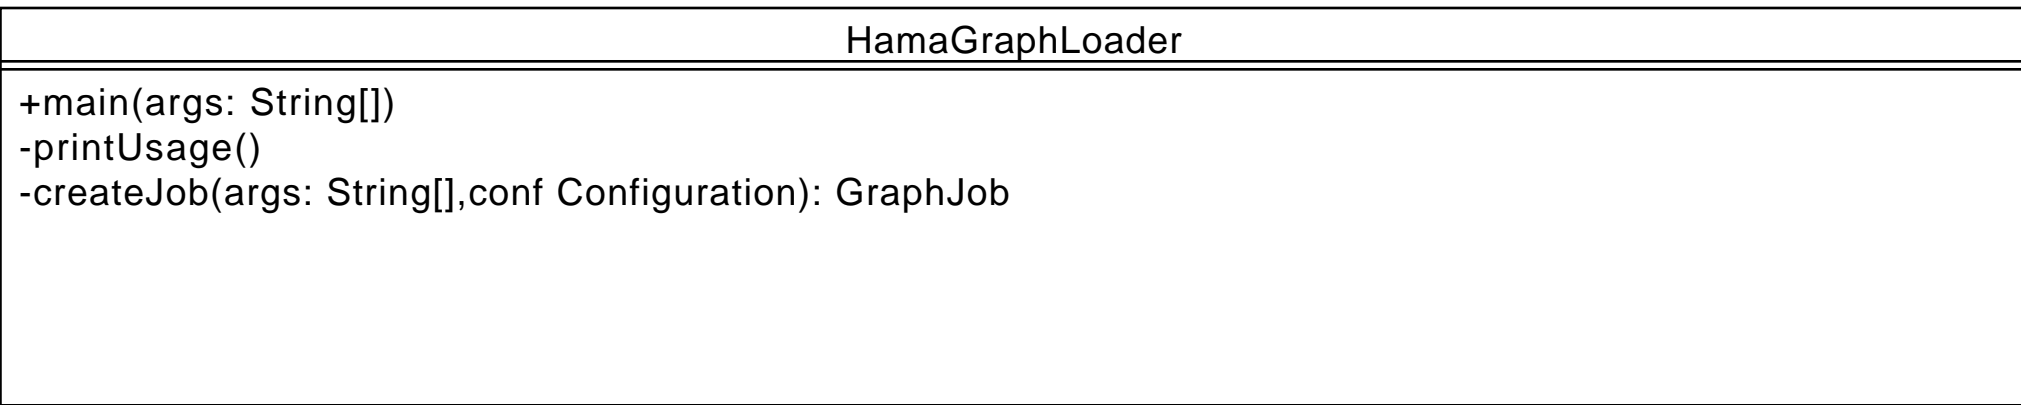 HamaGraphLoader
+main(args: String[])
-printUsage()
-createJob(args: String[],conf Configuration): GraphJob